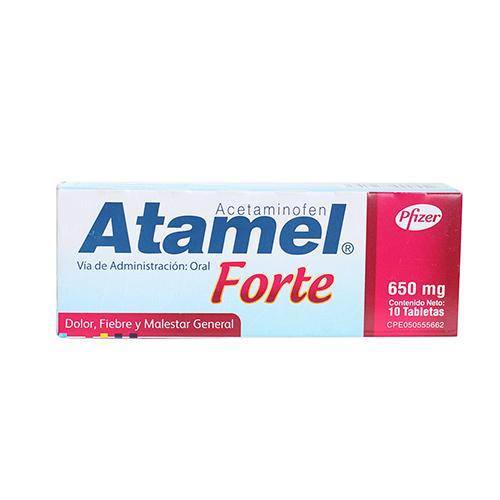 Acetaminofen
Atamel®
Vía de Administración: Oral
Forte
Dolor, Fiebre y Malestar General
Pfizer
650 mg
Contenido Neto:
10 Tabletas
CPE050555662